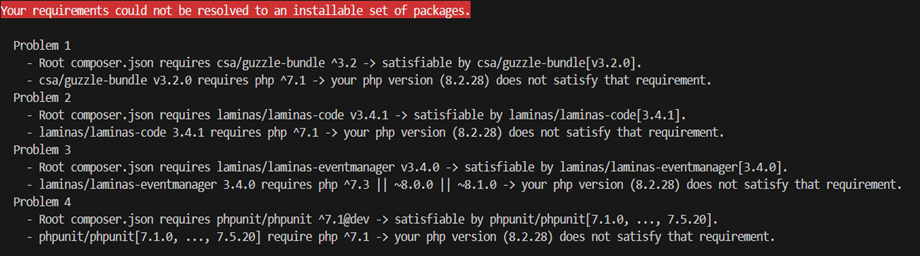 Your requirements could not be resolved to an installable set of packages.
Problem 1
- Root composer.json requires csa/guzzle-bundle ^3.2 -> satisfiable by csa/guzzle-bundle[v3.2.0].
- csa/guzzle-bundle v3.2.0 requires php ^7.1 -> your php version (8.2.28) does not satisfy that requirement.
Problem 2
- Root composer.json requires laminas/laminas-code v3.4.1 -> satisfiable by laminas/laminas-code[3.4.1].
- laminas/laminas-code 3.4.1 requires php ^7.1 -> your php version (8.2.28) does not satisfy that requirement.
Problem 3
- Root composer.json requires laminas/laminas-eventmanager v3.4.0 -> satisfiable by laminas/laminas-eventmanager[3.4.0].
- laminas/laminas-eventmanager 3.4.0 requires php ^7.3 || ~8.0.0 || ~8.1.0 -> your php version (8.2.28) does not satisfy that requirement.
Problem 4
- Root composer.json requires phpunit/phpunit ^7.1@dev -> satisfiable by phpunit/phpunit[7.1.0, ..., 7.5.20].
- phpunit/phpunit[7.1.0, ..., 7.5.20] require php ^7.1 -> your php version (8.2.28) does not satisfy that requirement.